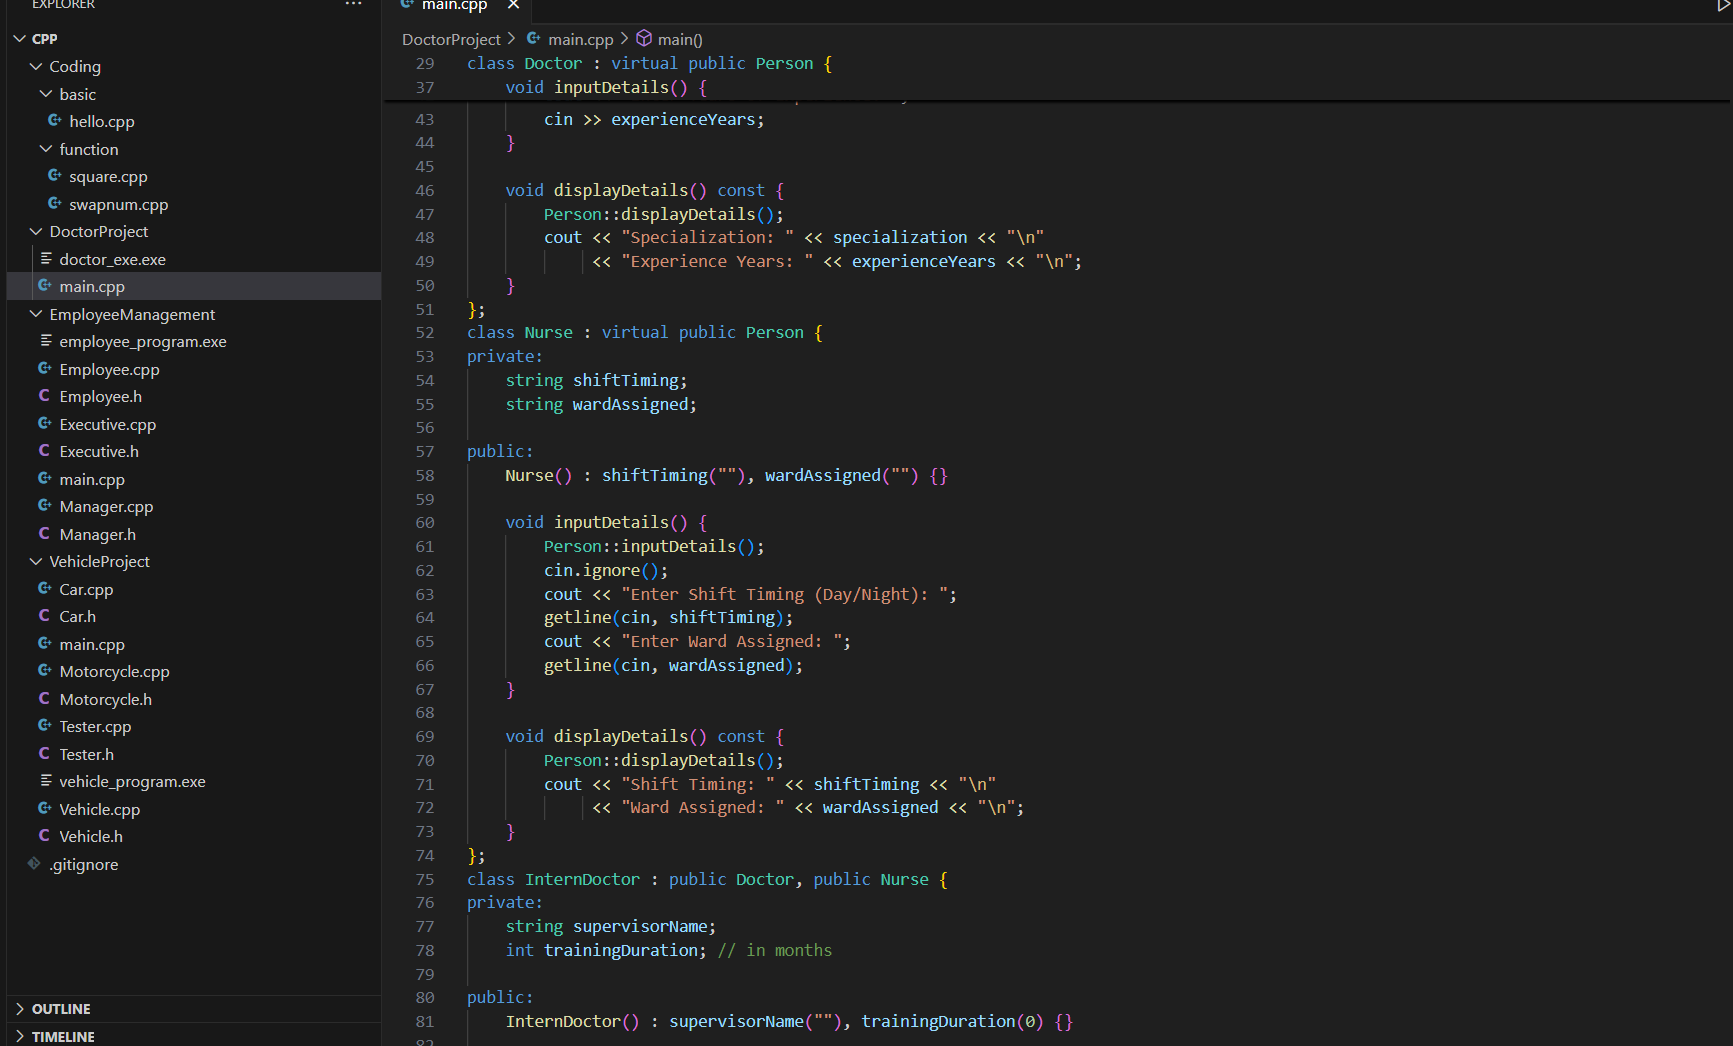 EXPLORER
CPP
Coding
basic
hello.cpp
function
square.cpp
swapnum.cpp
DoctorProject
doctor_exe.exe
main.cpp
EmployeeManagement
employee_program.exe
Employee.cpp
Employee.h
Executive.cpp
Executive.h
main.cpp
Manager.cpp
Manager.h
VehicleProject
Car.cpp
Car.h
main.cpp
Motorcycle.cpp
Motorcycle.h
Tester.cpp
Tester.h
vehicle_program.exe
Vehicle.cpp
Vehicle.h
.gitignore
OUTLINE
TIMELINE
main.cpp
DoctorProject > main.cpp > main()
29 class Doctor : virtual public Person {
37     void inputDetails() {
43         cin >> experienceYears;
44     }
45
46     void displayDetails() const {
47         Person::displayDetails();
48         cout << "Specialization: " << specialization << "\n"
49              << "Experience Years: " << experienceYears << "\n";
50     }
51 };
52 class Nurse : virtual public Person {
53 private:
54     string shiftTiming;
55     string wardAssigned;
56
57 public:
58     Nurse() : shiftTiming(""), wardAssigned("") {}
59
60     void inputDetails() {
61         Person::inputDetails();
62         cin.ignore();
63         cout << "Enter Shift Timing (Day/Night): ";
64         getline(cin, shiftTiming);
65         cout << "Enter Ward Assigned: ";
66         getline(cin, wardAssigned);
67     }
68
69     void displayDetails() const {
70         Person::displayDetails();
71         cout << "Shift Timing: " << shiftTiming << "\n"
72              << "Ward Assigned: " << wardAssigned << "\n";
73     }
74 };
75 class InternDoctor : public Doctor, public Nurse {
76 private:
77     string supervisorName;
78     int trainingDuration; // in months
79
80 public:
81     InternDoctor() : supervisorName(""), trainingDuration(0) {}
82